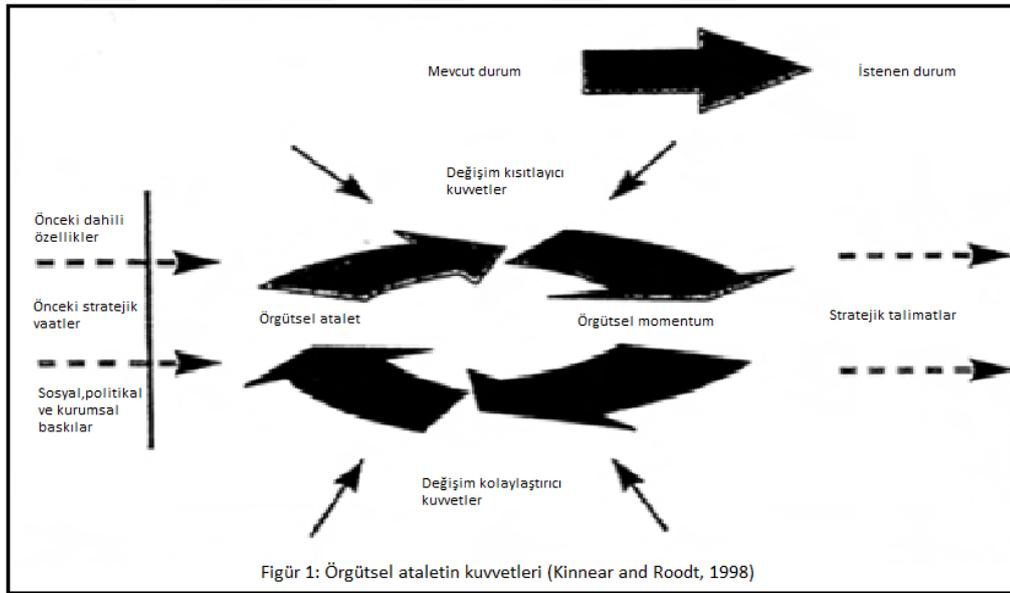 Mevcut durum
İstenen durum
Değişim kısıtlayıcı
kuvvetler
Önceki dahili
özellikler
Önceki stratejik
vaatler
Sosyal,politikal
ve kurumsal
baskılar
Örgütsel atalet
Örgütsel momentum
Stratejik talimatlar
Değişim kolaylaştırıcı
kuvvetler
Figür 1: Örgütsel ataletin kuvvetleri (Kinnear and Roodt, 1998)